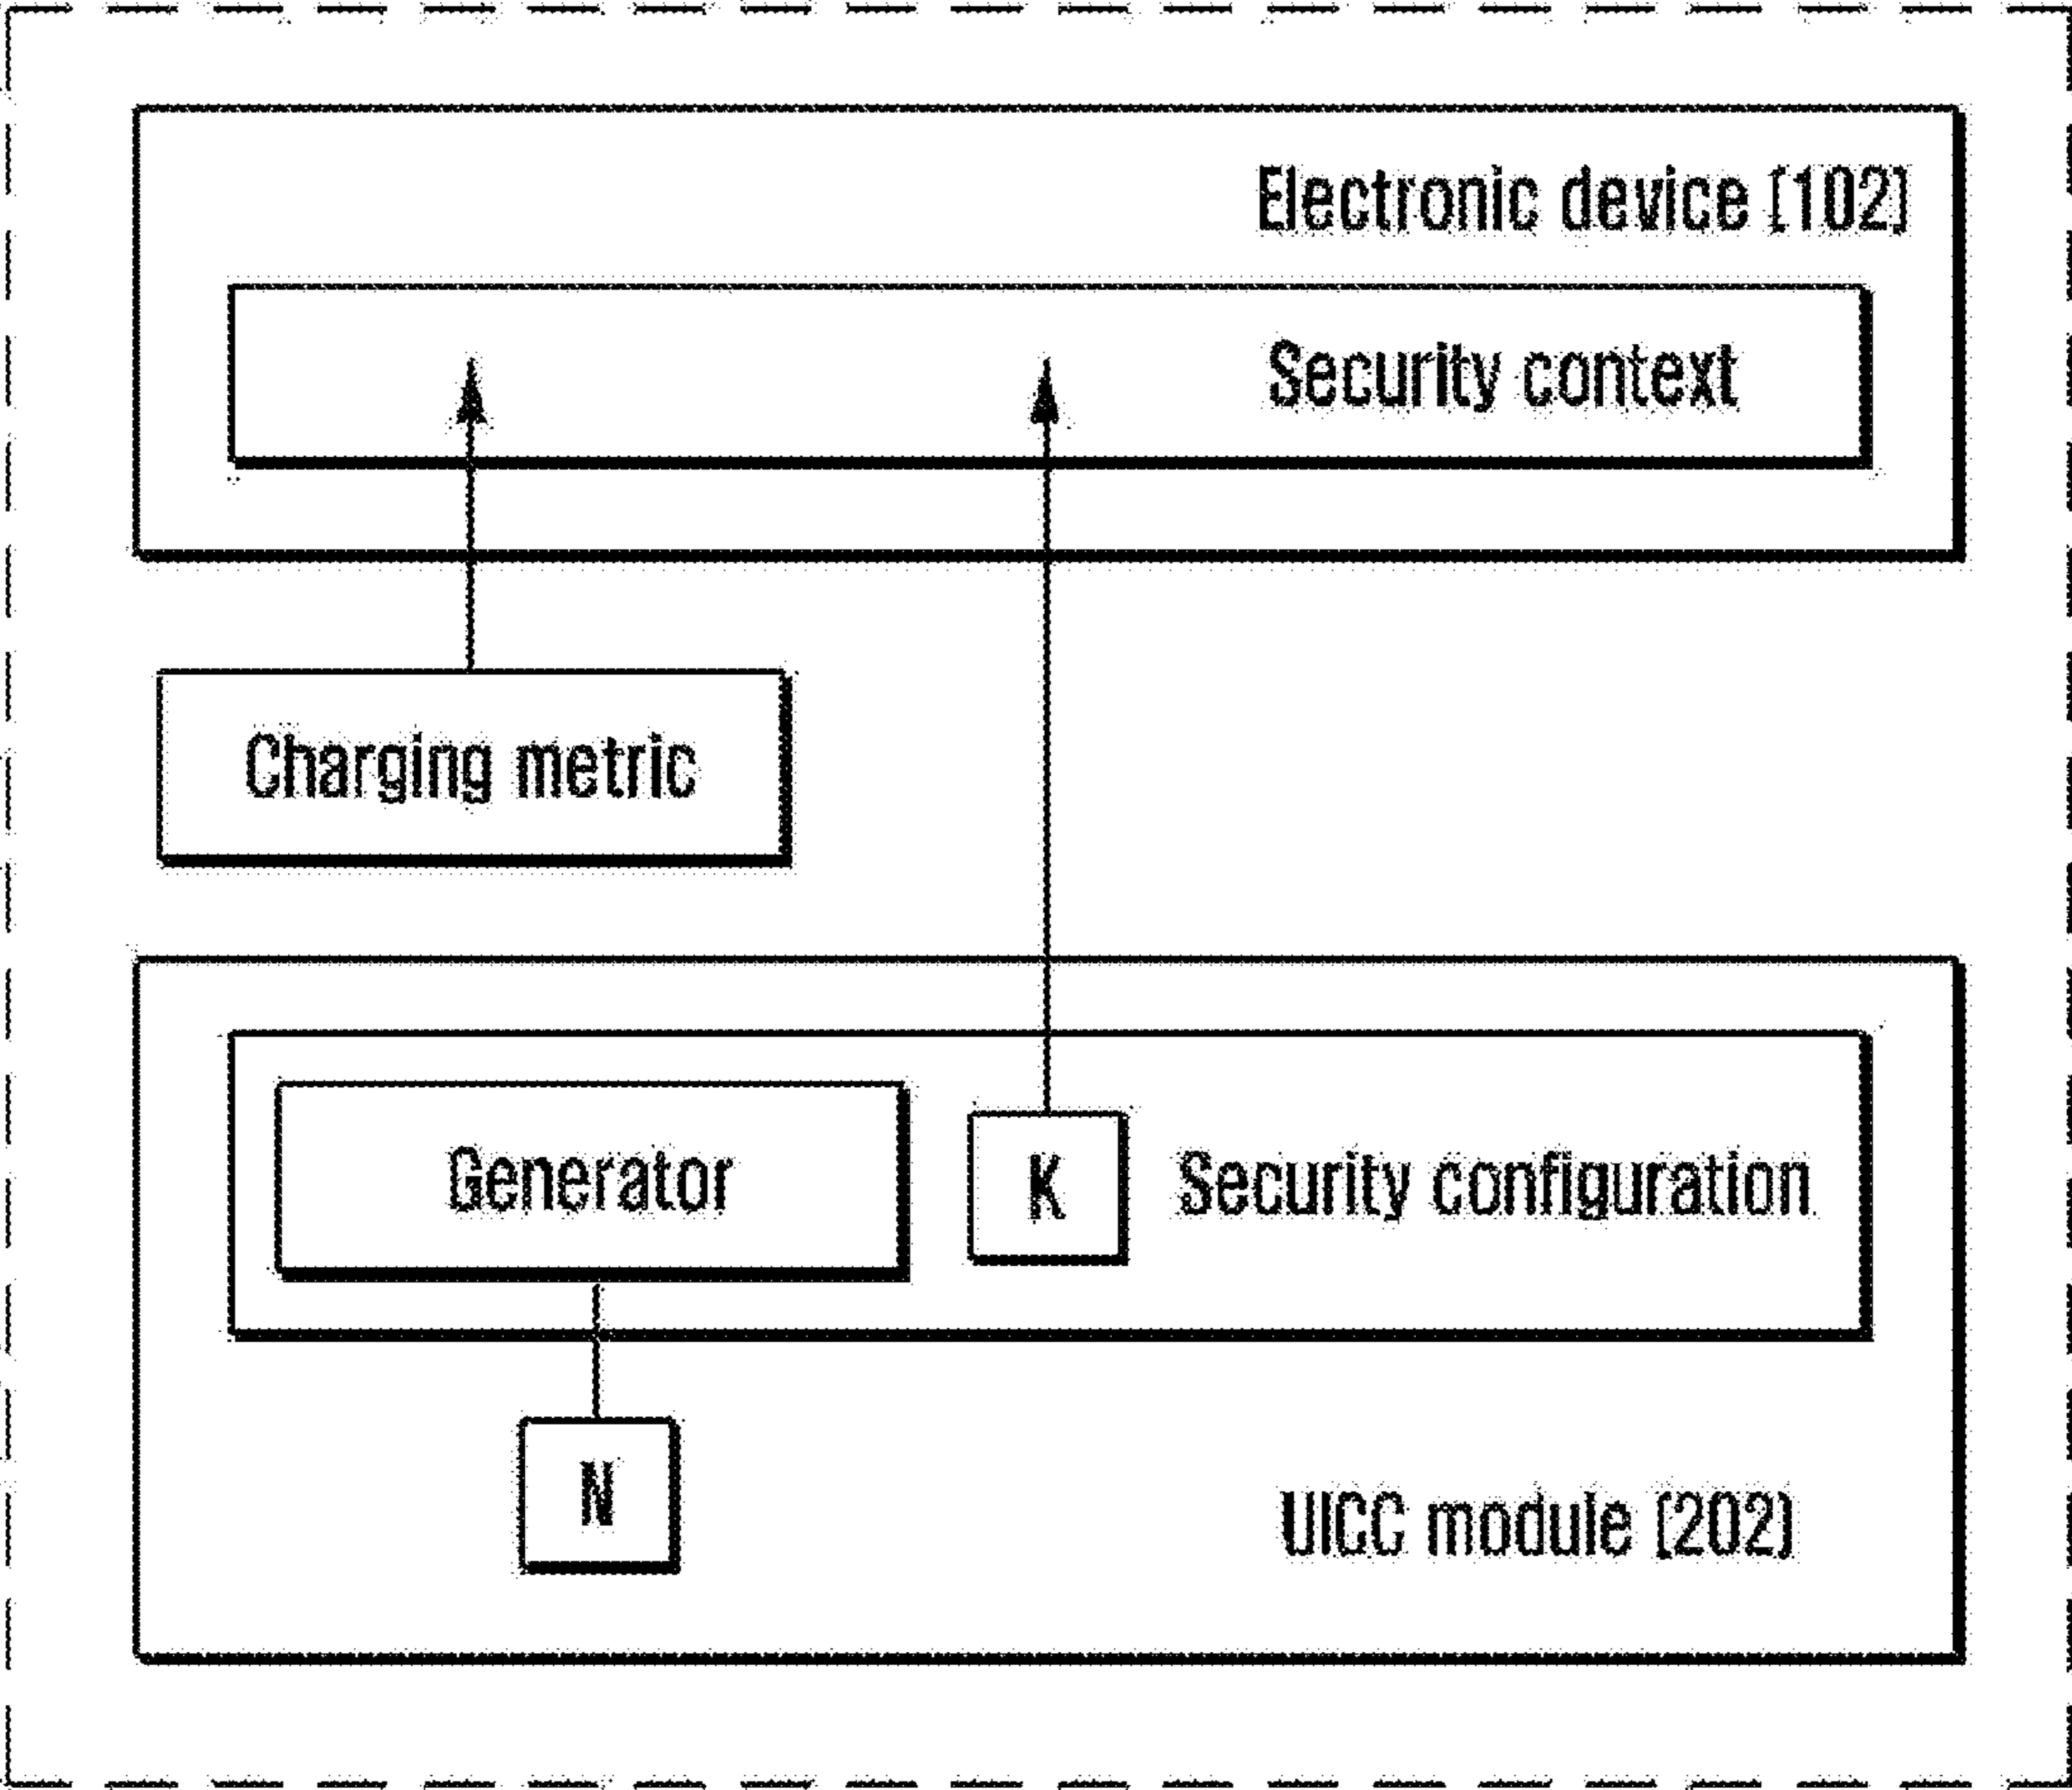 Electronic device [102]
Security context
Charging metric
Generator
K
Security configuration
N
UICC module [202]